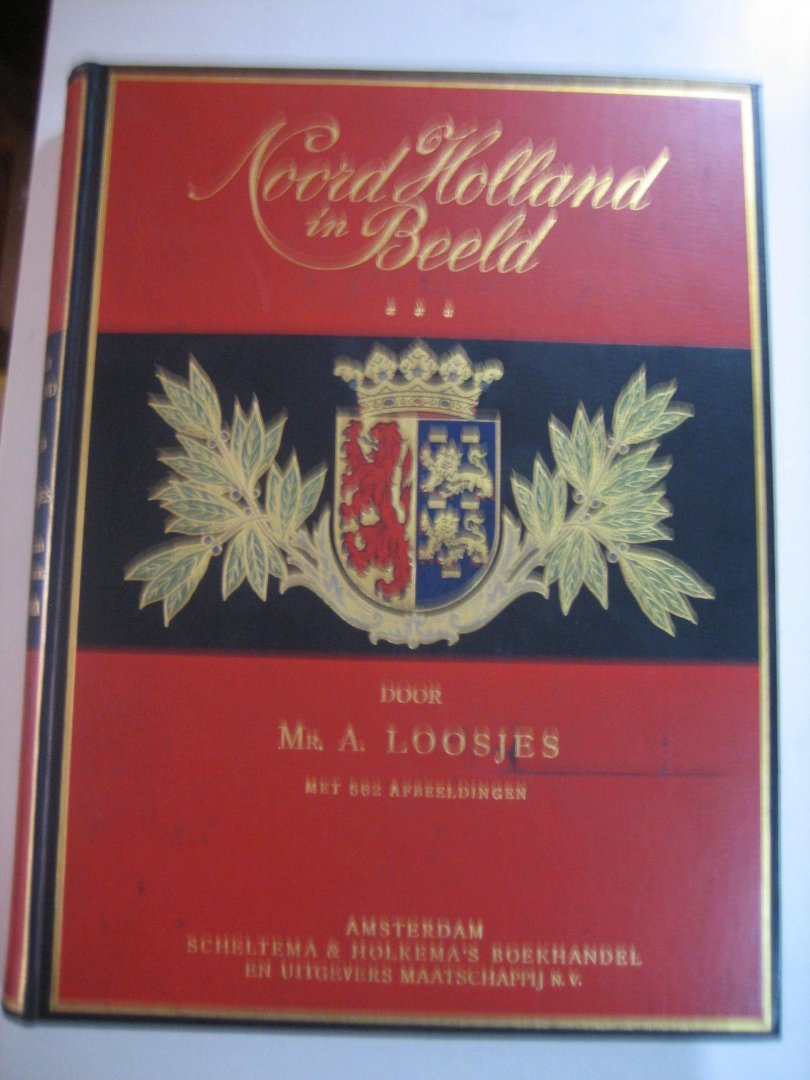 Noord Holland
in Beeld
DOOR
MR. A. LOOSJES
MET 562 AFBEELDINGEN
AMSTERDAM
SCHELTEMA & HOLKEMA'S BOEKHANDEL
EN UITGEVERS MAATSCHAPPIJ N.V.